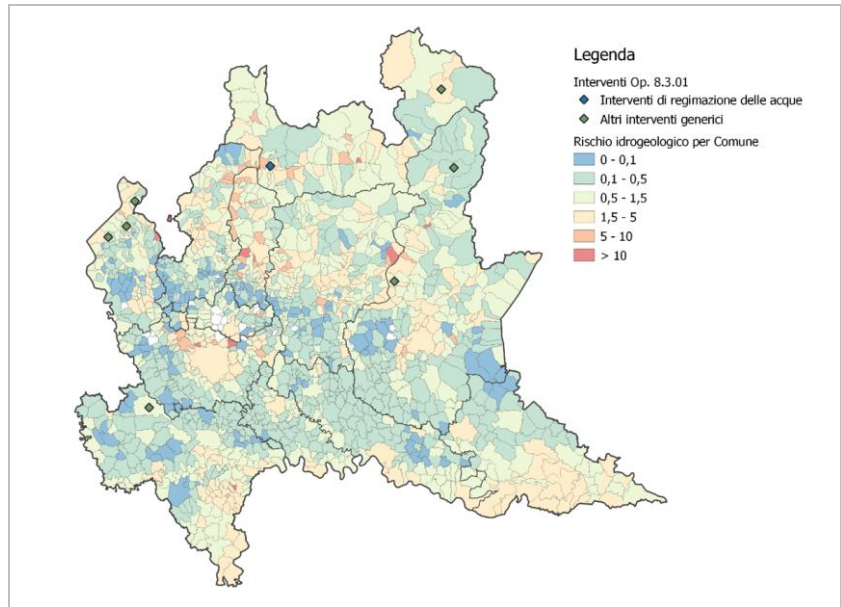 Legenda
Interventi Op. 8.3.01
Interventi di regimazione delle acque
Altri interventi generici
Rischio idrogeologico per Comune
0 - 0,1
0,1 - 0,5
0,5 - 1,5
1,5 - 5
5 - 10
> 10